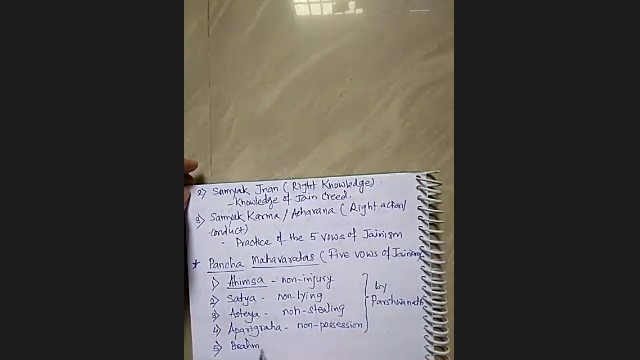 2) Samyak Jnan (Right Knowledge)
- Knowledge of Jain Creed.
3) Samyak Karma / Acharana (Right action/
conduct)
- Practice of the 5 vows of Jainism
* Pancha Mahavaradas (Five vows of Jainism
1) Ahimsa - non-injury
2) Satya - non-lying
3) Asteya - non-stealing
4) Aparigraha - non-possession
by
Parshwanath
5) Brahm